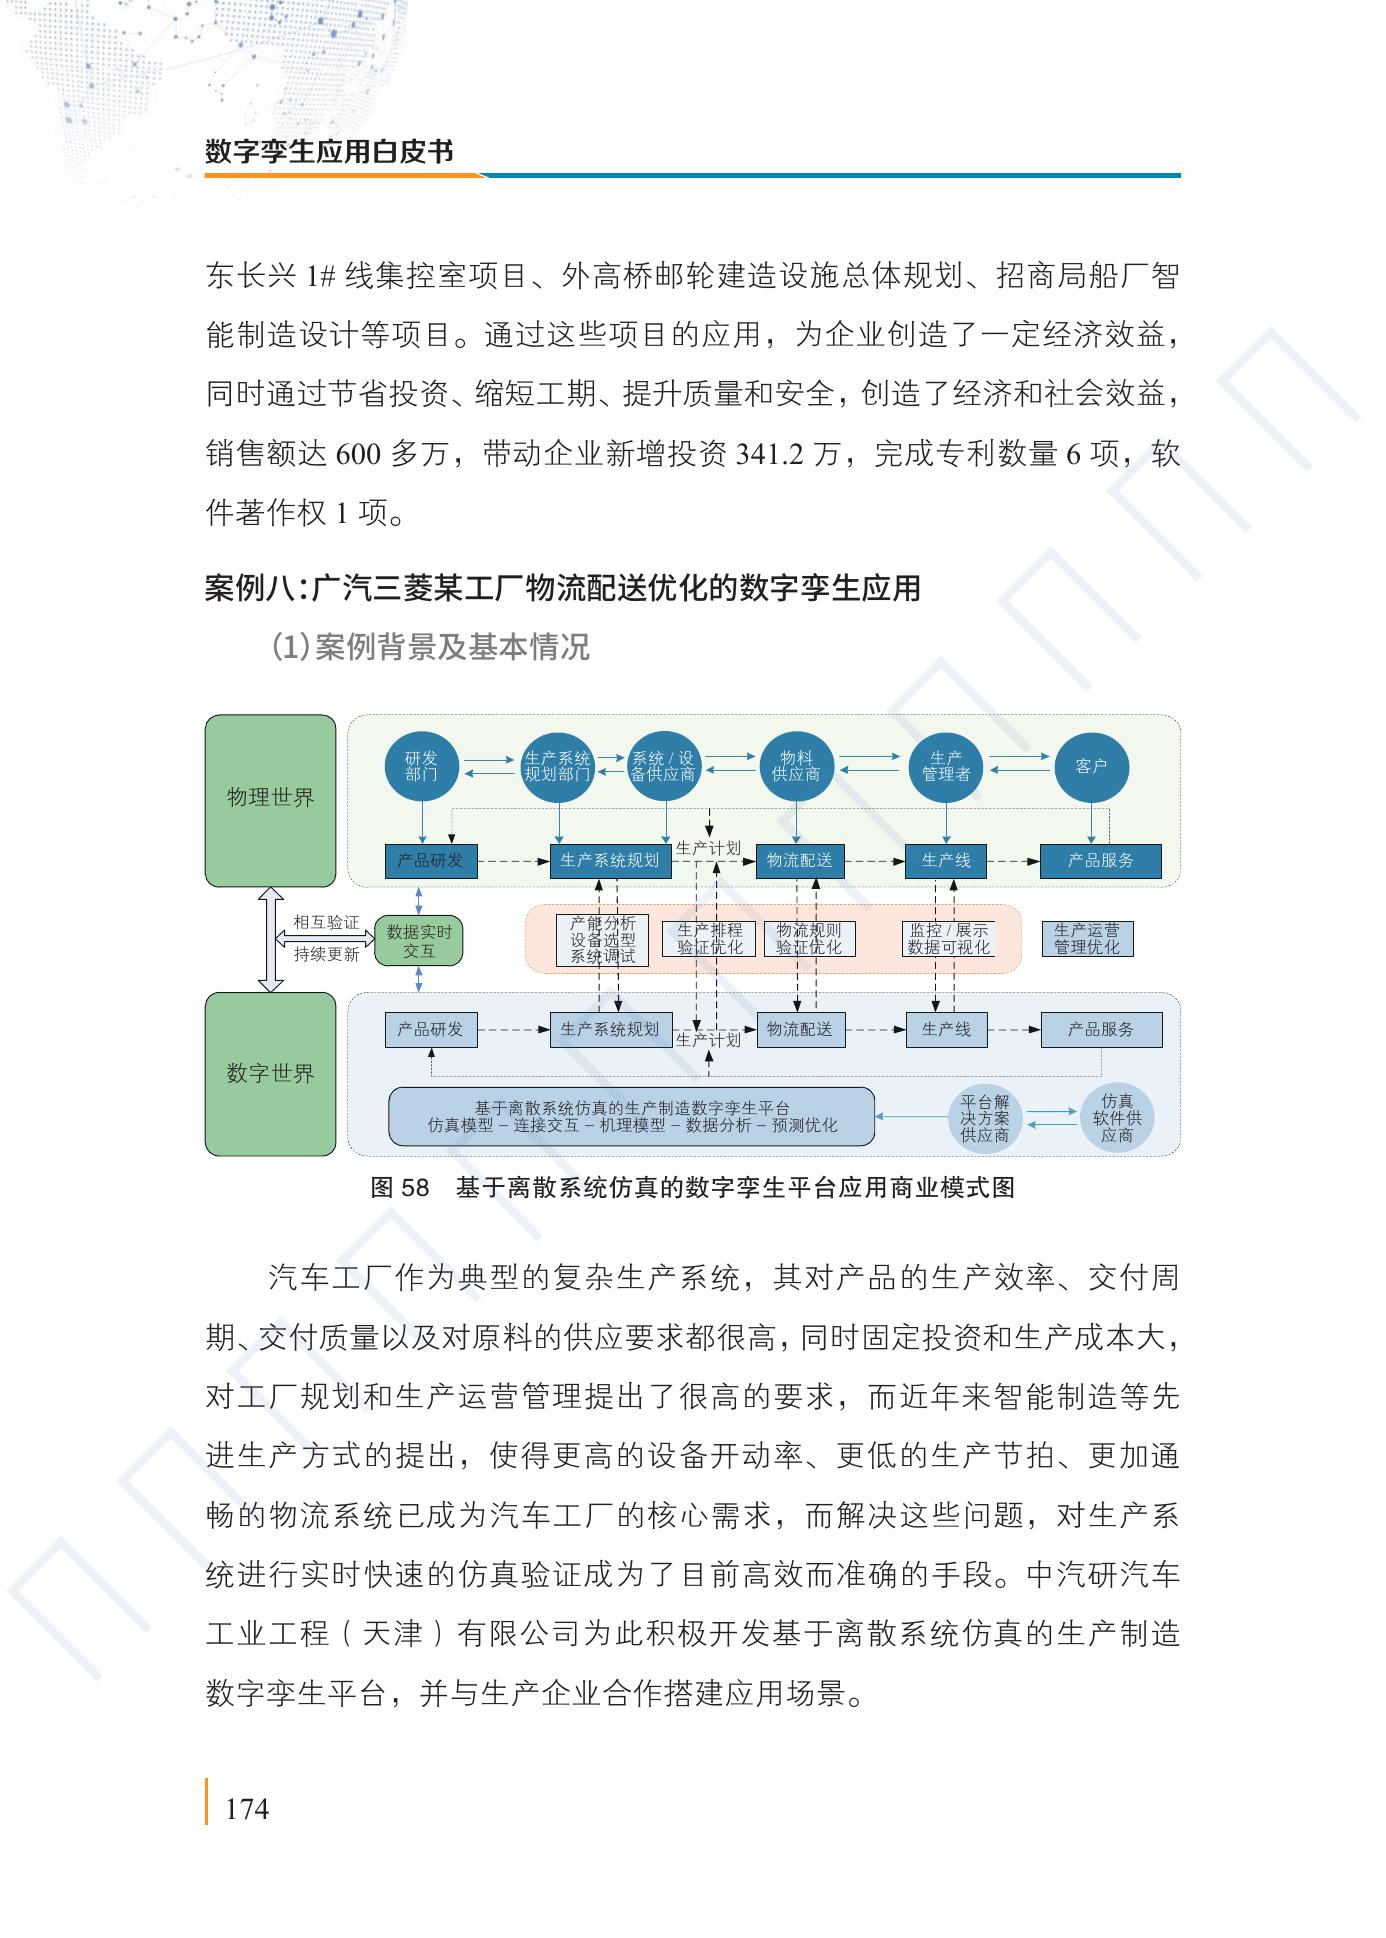 数字孪生应用白皮书
东长兴 1# 线集控室项目、外高桥邮轮建造设施总体规划、招商局船厂智
能制造设计等项目。通过这些项目的应用，为企业创造了一定经济效益，
同时通过节省投资、缩短工期、提升质量和安全，创造了经济和社会效益，
销售额达 600 多万，带动企业新增投资 341.2 万，完成专利数量 6 项，软
件著作权 1 项。
案例八：广汽三菱某工厂物流配送优化的数字孪生应用
（1）案例背景及基本情况
物理世界
研发
部门
生产系统
规划部门
系统 / 设
备供应商
物料
供应商
生产
管理者
客户
产品研发
生产系统规划
生产计划
物流配送
生产线
产品服务
相互验证
持续更新
数据实时
交互
产能分析
设备选型
系统调试
生产排程
验证优化
物流规则
验证优化
监控 / 展示
数据可视化
生产运营
管理优化
数字世界
产品研发
生产系统规划
生产计划
物流配送
生产线
产品服务
基于离散系统仿真的生产制造数字孪生平台
仿真模型 – 连接交互 – 机理模型 – 数据分析 – 预测优化
平台解
决方案
供应商
仿真
软件供
应商
图 58　基于离散系统仿真的数字孪生平台应用商业模式图
汽车工厂作为典型的复杂生产系统，其对产品的生产效率、交付周
期、交付质量以及对原料的供应要求都很高，同时固定投资和生产成本大，
对工厂规划和生产运营管理提出了很高的要求，而近年来智能制造等先
进生产方式的提出，使得更高的设备开动率、更低的生产节拍、更加通
畅的物流系统已成为汽车工厂的核心需求，而解决这些问题，对生产系
统进行实时快速的仿真验证成为了目前高效而准确的手段。中汽研汽车
工业工程（天津）有限公司为此积极开发基于离散系统仿真的生产制造
数字孪生平台，并与生产企业合作搭建应用场景。
174